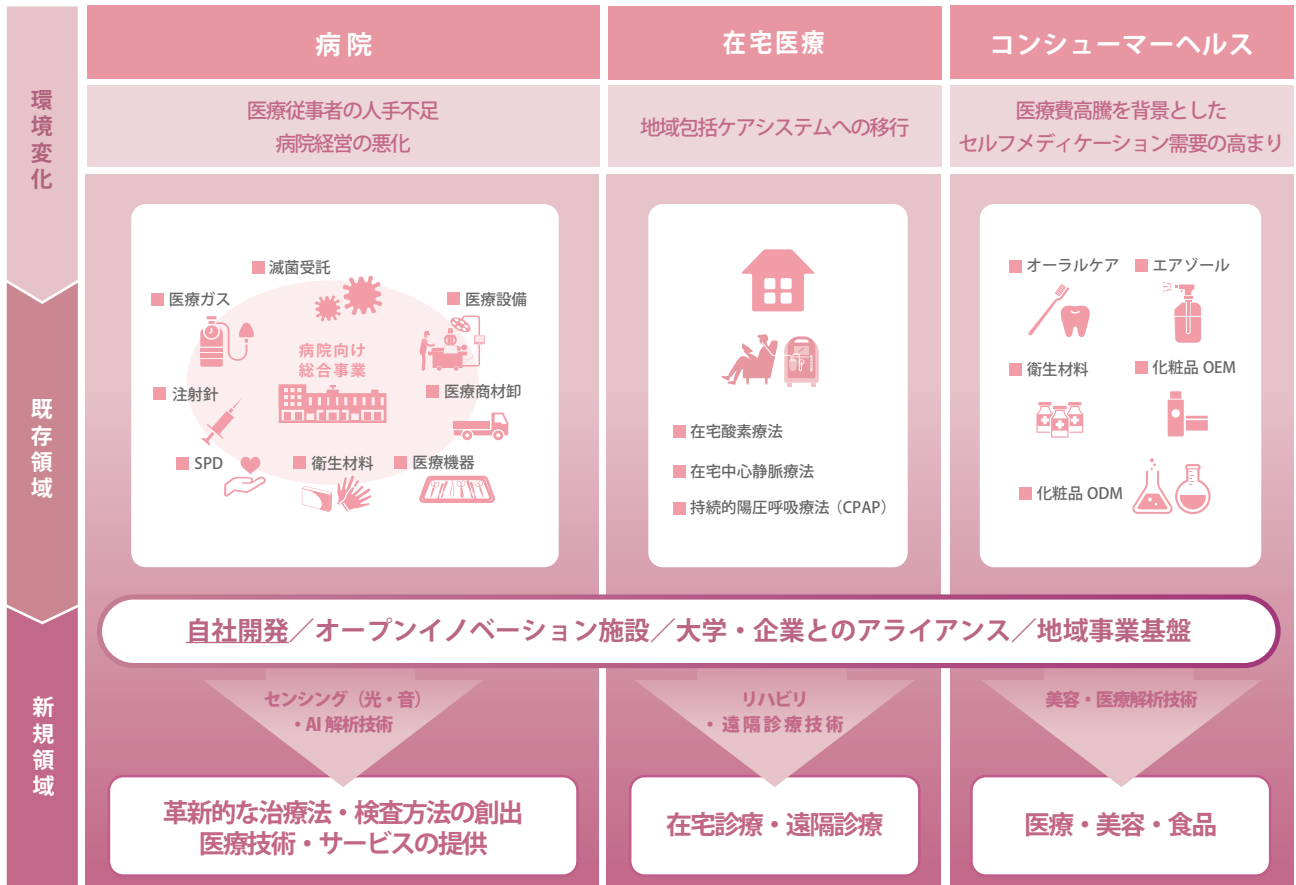 病院
在宅医療
コンシューマーヘルス
環境変化
医療従事者の人手不足
病院経営の悪化
地域包括ケアシステムへの移行
医療費高騰を背景とした
セルフメディケーション需要の高まり
既存領域
滅菌受託
医療ガス
医療設備
病院向け
総合事業
注射針
医療商材卸
SPD
衛生材料
医療機器
在宅酸素療法
在宅中心静脈療法
持続的陽圧呼吸療法（CPAP）
オーラルケア
エアゾール
衛生材料
化粧品 OEM
化粧品 ODM
自社開発／オープンイノベーション施設／大学・企業とのアライアンス／地域事業基盤
新規領域
センシング（光・音）
・AI 解析技術
リハビリ
・遠隔診療技術
美容・医療解析技術
革新的な治療法・検査方法の創出
医療技術・サービスの提供
在宅診療・遠隔診療
医療・美容・食品